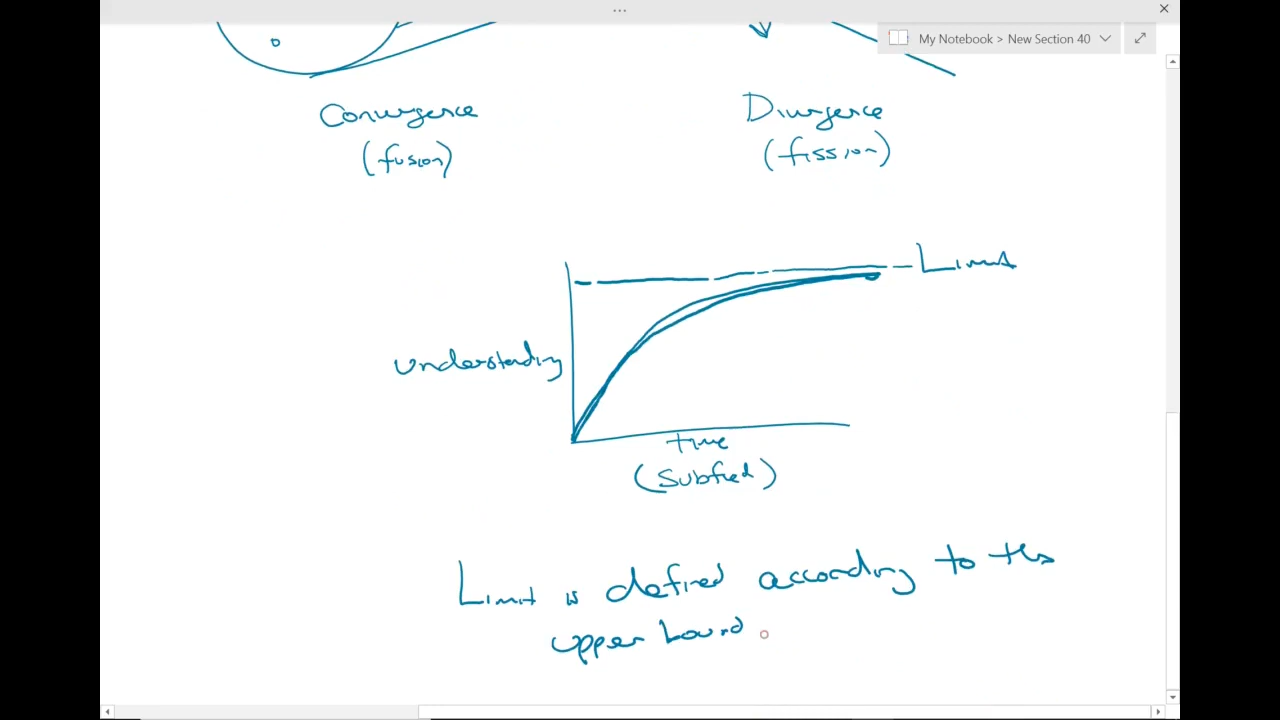 My Notebook > New Section 40
Convergence
(fusion)
Divergence
(fission)
Limit
understanding
time
(Subfield)
Limit is defined according to the
upper bound